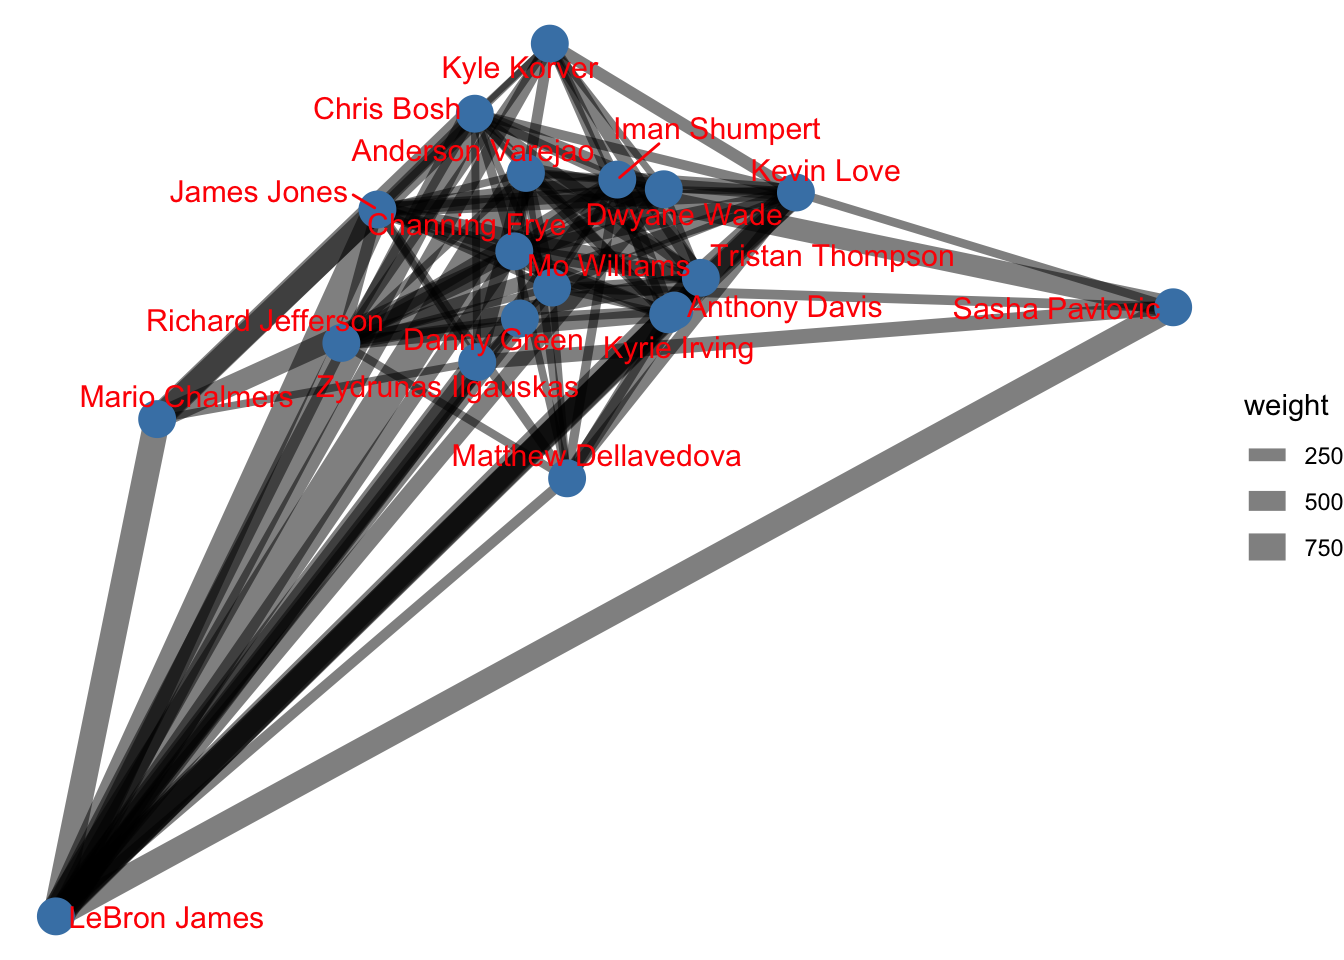 Kyle Korver
Chris Bosh
Iman Shumpert
Anderson Varejao
Kevin Love
James Jones
Channing Frye
Dwyane Wade
Mo Williams
Tristan Thompson
Richard Jefferson
Danny Green
Anthony Davis
Sasha Pavlovic
Kyrie Irving
Mario Chalmers
Zydrunas Ilgauskas
Matthew Dellavedova
LeBron James
weight
250
500
750